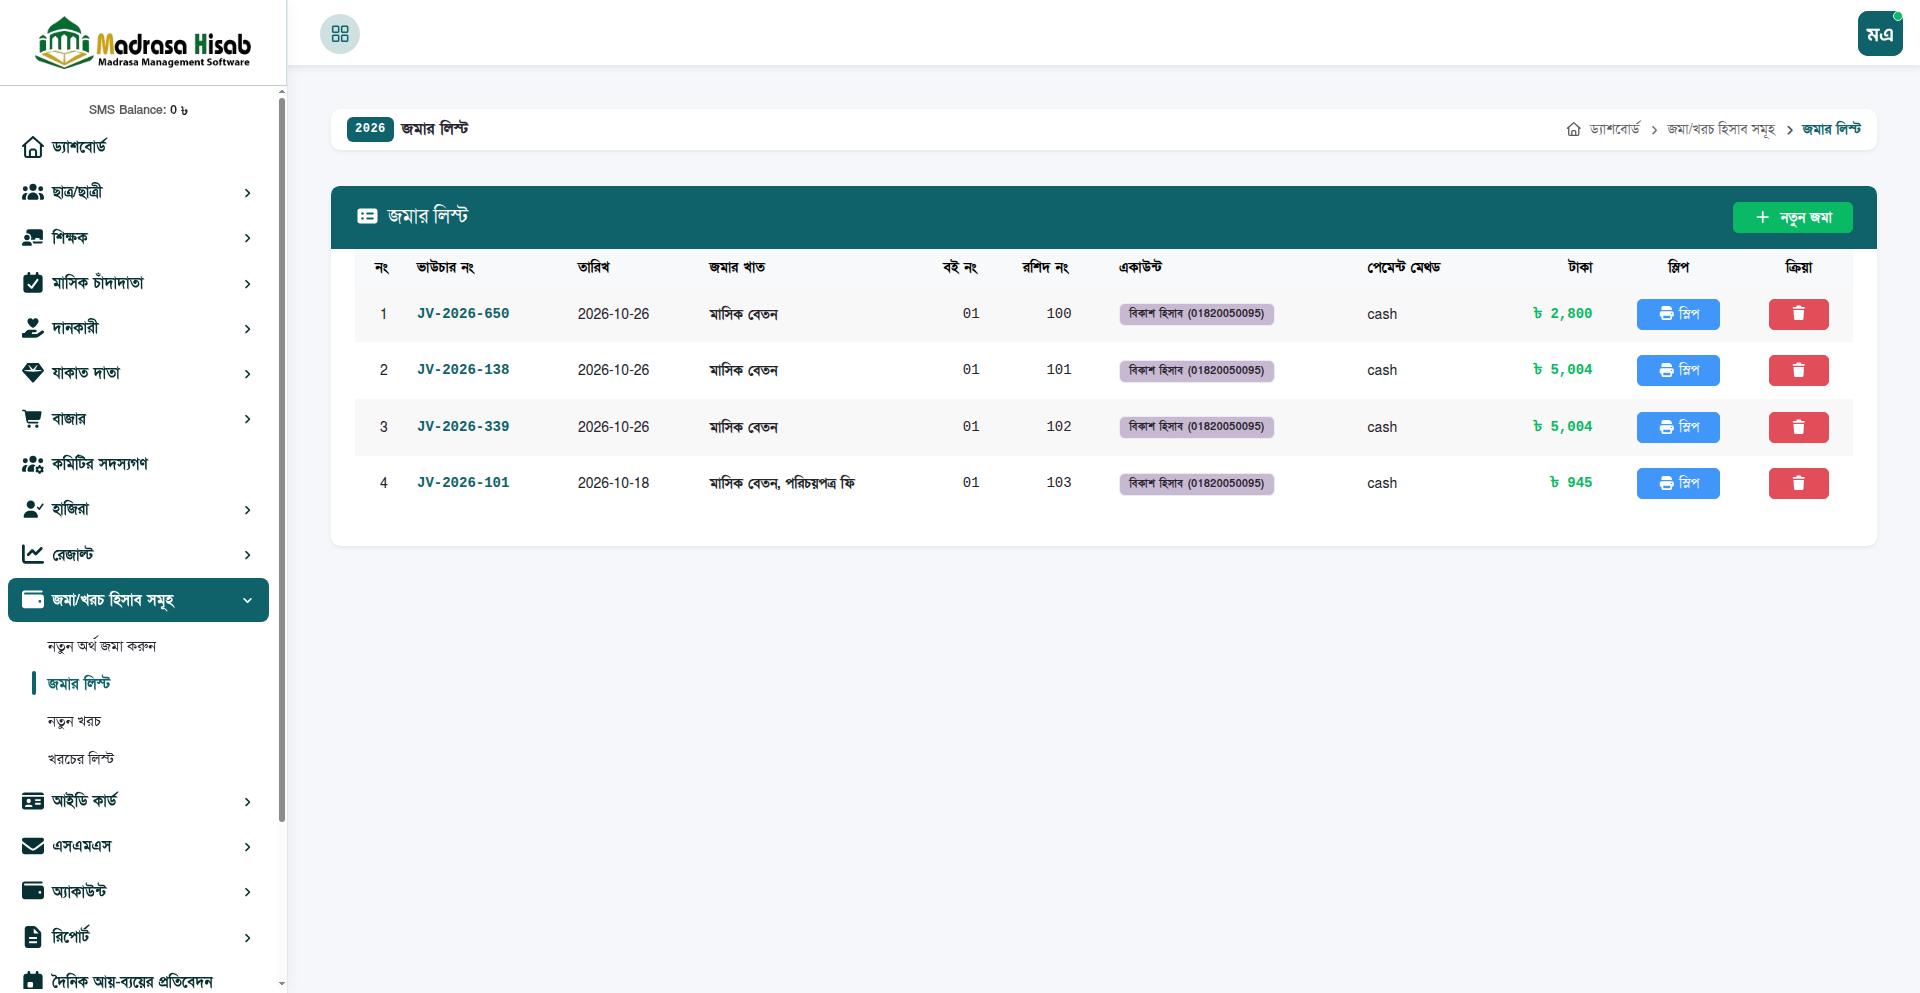 Madrasa Hisab
Madrasa Management Software
মএ
SMS Balance: 0 ৳
ড্যাশবোর্ড
ছাত্র/ছাত্রী
শিক্ষক
মাসিক চাঁদাদাতা
দানকারী
যাকাত দাতা
বাজার
কমিটির সদস্যগণ
হাজিরা
রেজাল্ট
জমা/খরচ হিসাব সমূহ
নতুন অর্থ জমা করুন
জমার লিস্ট
নতুন খরচ
খরচের লিস্ট
আইডি কার্ড
এসএমএস
অ্যাকাউন্ট
রিপোর্ট
দৈনিক আয়-ব্যয়ের প্রতিবেদন
2026 জমার লিস্ট
ড্যাশবোর্ড > জমা/খরচ হিসাব সমূহ > জমার লিস্ট
জমার লিস্ট
+ নতুন জমা
নং ভাউচার নং তারিখ জমার খাত বই নং রশিদ নং একাউন্ট পেমেন্ট মেথড টাকা স্লিপ ক্রিয়া
1 JV-2026-650 2026-10-26 মাসিক বেতন 01 100 বিকাশ হিসাব (01820050095) cash ৳ 2,800 স্লিপ
2 JV-2026-138 2026-10-26 মাসিক বেতন 01 101 বিকাশ হিসাব (01820050095) cash ৳ 5,004 স্লিপ
3 JV-2026-339 2026-10-26 মাসিক বেতন 01 102 বিকাশ হিসাব (01820050095) cash ৳ 5,004 স্লিপ
4 JV-2026-101 2026-10-18 মাসিক বেতন, পরিচয়পত্র ফি 01 103 বিকাশ হিসাব (01820050095) cash ৳ 945 স্লিপ